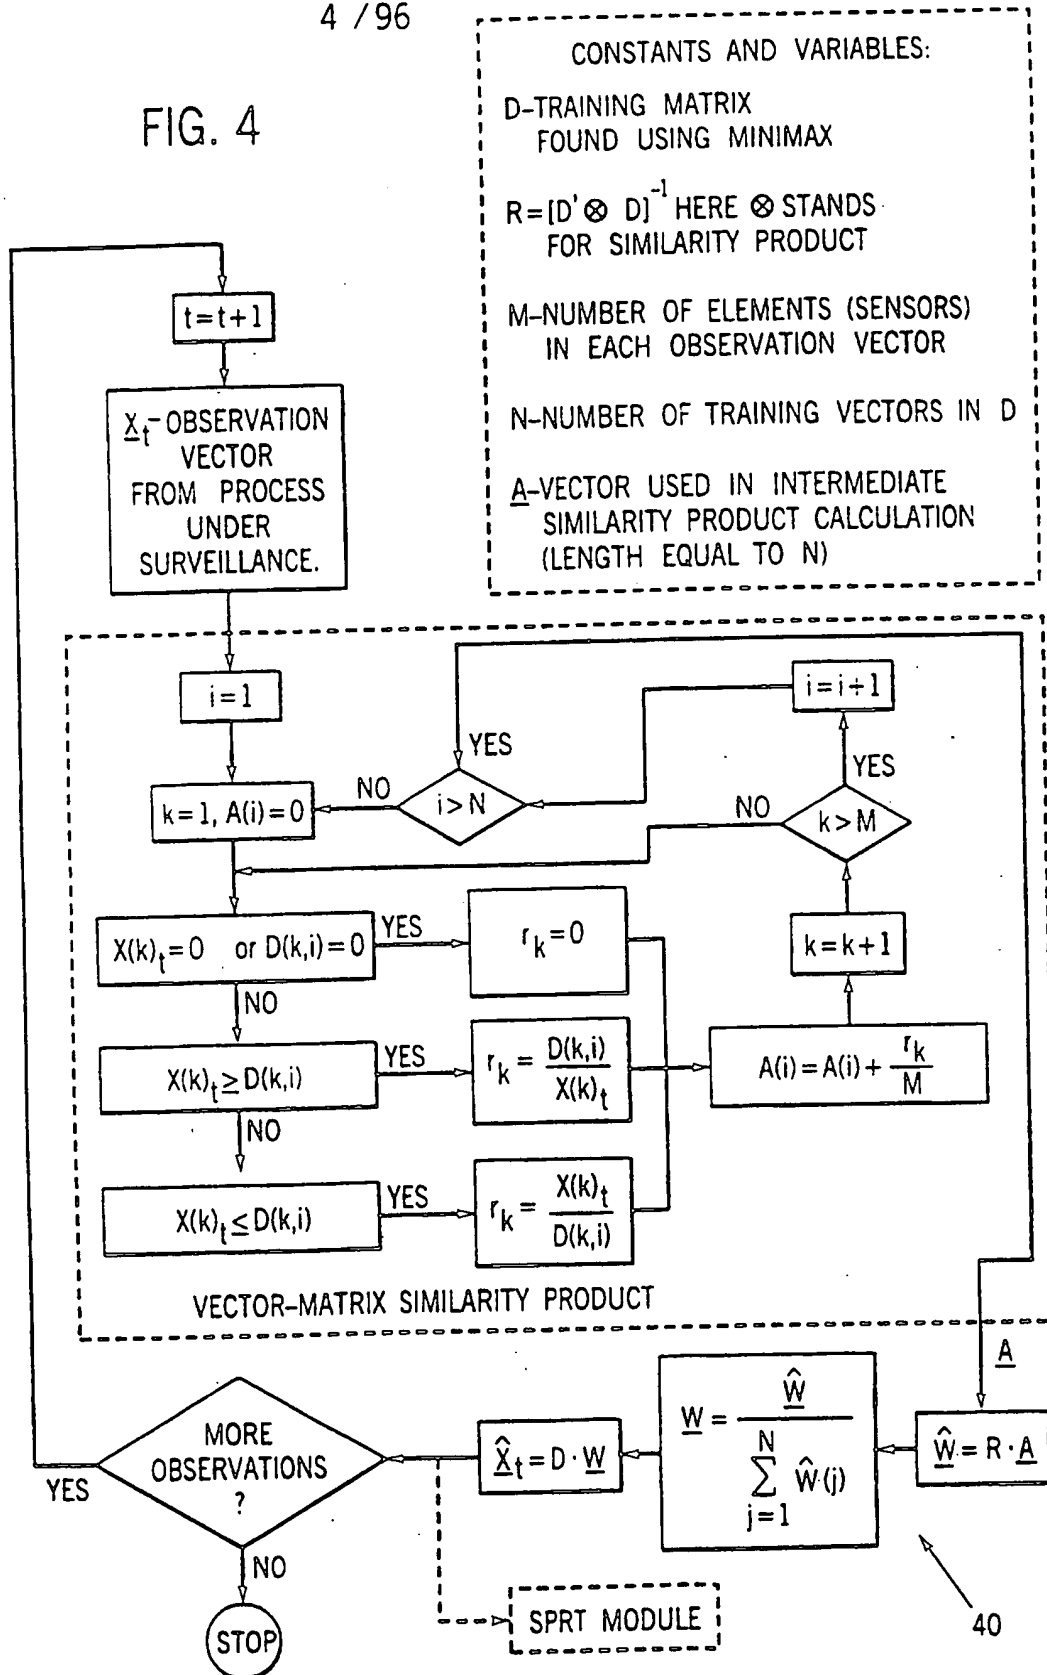 4 / 96
FIG. 4
CONSTANTS AND VARIABLES:
D–TRAINING MATRIX
FOUND USING MINIMAX
R=[D'⊗ D]⁻¹ HERE ⊗ STANDS
FOR SIMILARITY PRODUCT
M–NUMBER OF ELEMENTS (SENSORS)
IN EACH OBSERVATION VECTOR
N–NUMBER OF TRAINING VECTORS IN D
A–VECTOR USED IN INTERMEDIATE
SIMILARITY PRODUCT CALCULATION
(LENGTH EQUAL TO N)
t=t+1
X_t–OBSERVATION
VECTOR
FROM PROCESS
UNDER
SURVEILLANCE.
i=1
i=i+1
YES
YES
k=1, A(i)=0
NO
i>N
NO
k>M
X(k)_t=0 or D(k,i)=0
YES
r_k=0
k=k+1
NO
X(k)_t≥D(k,i)
YES
r_k = D(k,i) / X(k)_t
A(i)=A(i)+ r_k / M
NO
X(k)_t≤D(k,i)
YES
r_k = X(k)_t / D(k,i)
VECTOR–MATRIX SIMILARITY PRODUCT
A
Ŵ=R·A
W = Ŵ / N Σ j=1 Ŵ(j)
X̂_t=D·W
MORE
OBSERVATIONS
?
YES
NO
STOP
SPRT MODULE
40